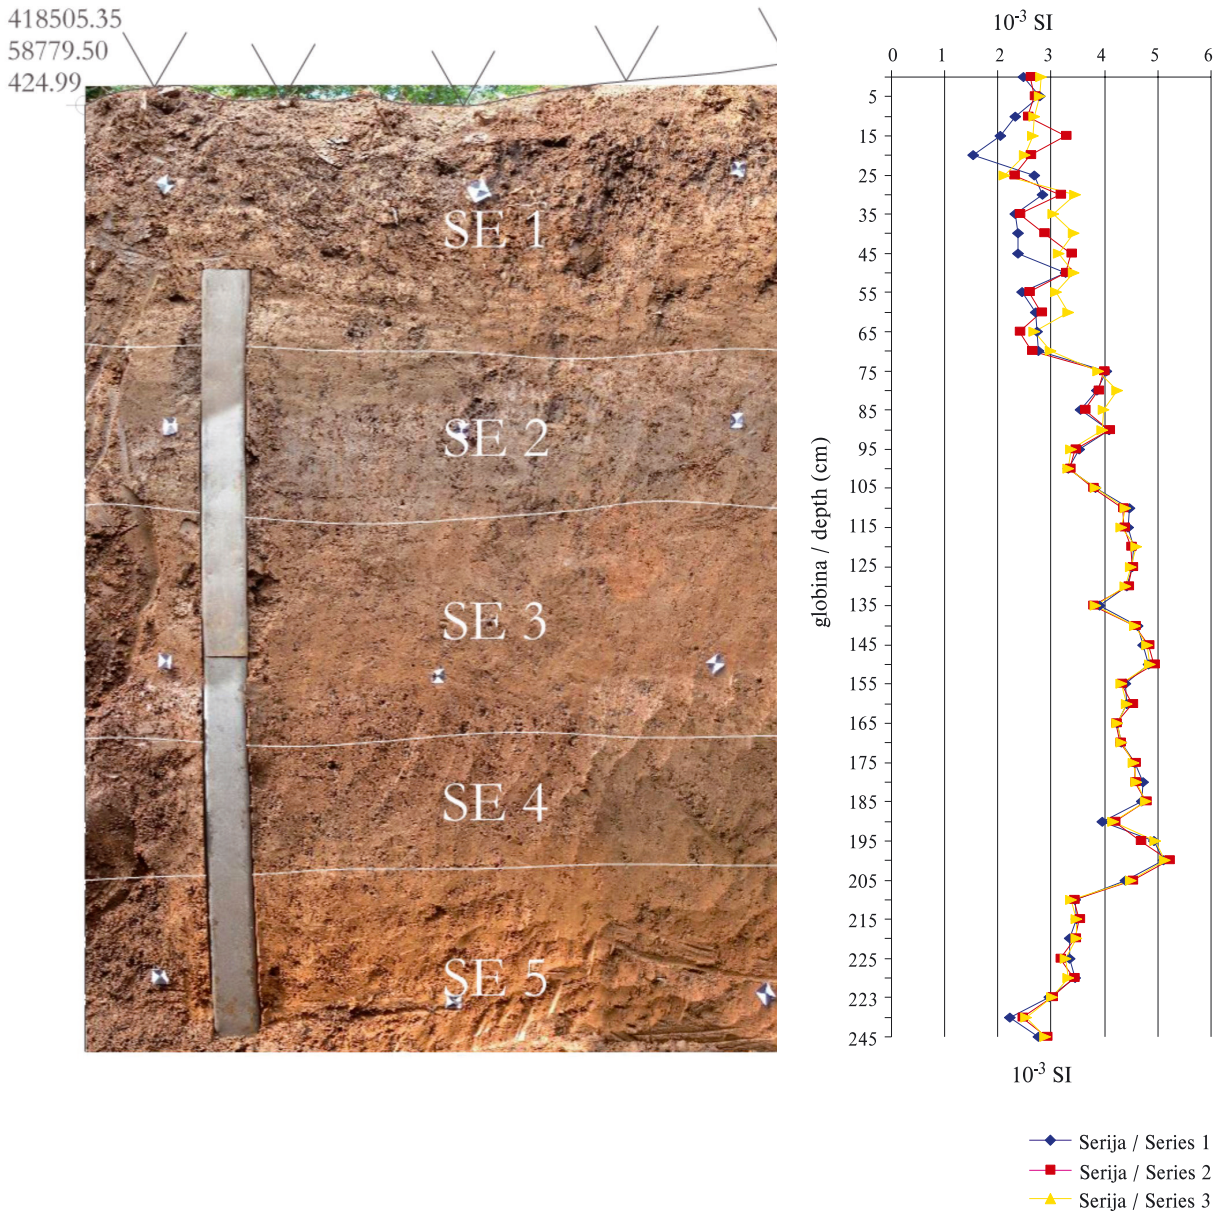 418505.35
58779.50
424.99
SE 1
SE 2
SE 3
SE 4
SE 5
10-3 SI
0 2 3 4 5 6
globina / depth (cm)
5
15
25
35
45
55
65
75
85
95
105
115
125
135
145
155
165
175
185
195
205
215
225
223
245
10-3 SI
Serija / Series 1
Serija / Series 2
Serija / Series 3